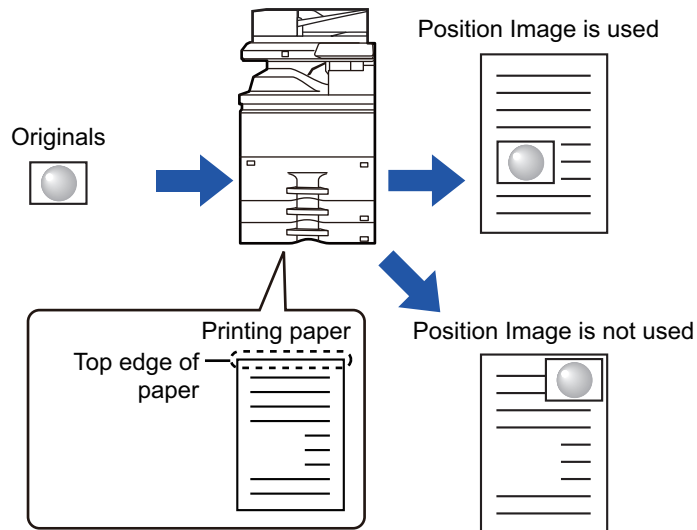 Position Image is used
Originals
Printing paper
Top edge of
paper
Position Image is not used